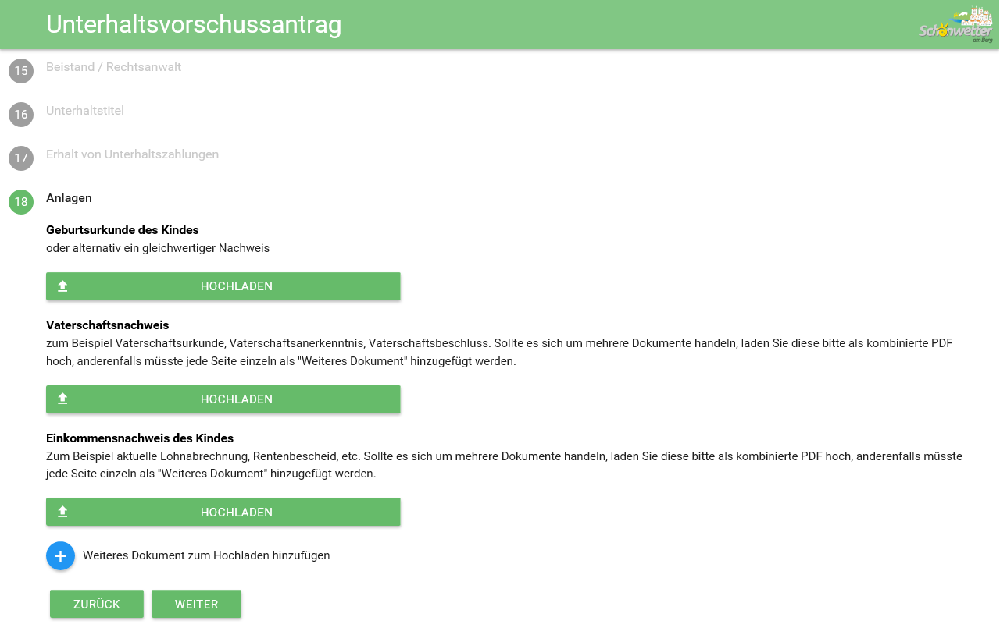 Unterhaltsvorschussantrag
Schönwetter
am Berg
15 Beistand / Rechtsanwalt
16 Unterhaltstitel
17 Erhalt von Unterhaltszahlungen
18 Anlagen
Geburtsurkunde des Kindes
oder alternativ ein gleichwertiger Nachweis
HOCHLADEN
Vaterschaftsnachweis
zum Beispiel Vaterschaftsurkunde, Vaterschaftsanerkenntnis, Vaterschaftsbeschluss. Sollte es sich um mehrere Dokumente handeln, laden Sie diese bitte als kombinierte PDF
hoch, anderenfalls müsste jede Seite einzeln als "Weiteres Dokument" hinzugefügt werden.
HOCHLADEN
Einkommensnachweis des Kindes
Zum Beispiel aktuelle Lohnabrechnung, Rentenbescheid, etc. Sollte es sich um mehrere Dokumente handeln, laden Sie diese bitte als kombinierte PDF hoch, anderenfalls müsste
jede Seite einzeln als "Weiteres Dokument" hinzugefügt werden.
HOCHLADEN
Weiteres Dokument zum Hochladen hinzufügen
ZURÜCK WEITER